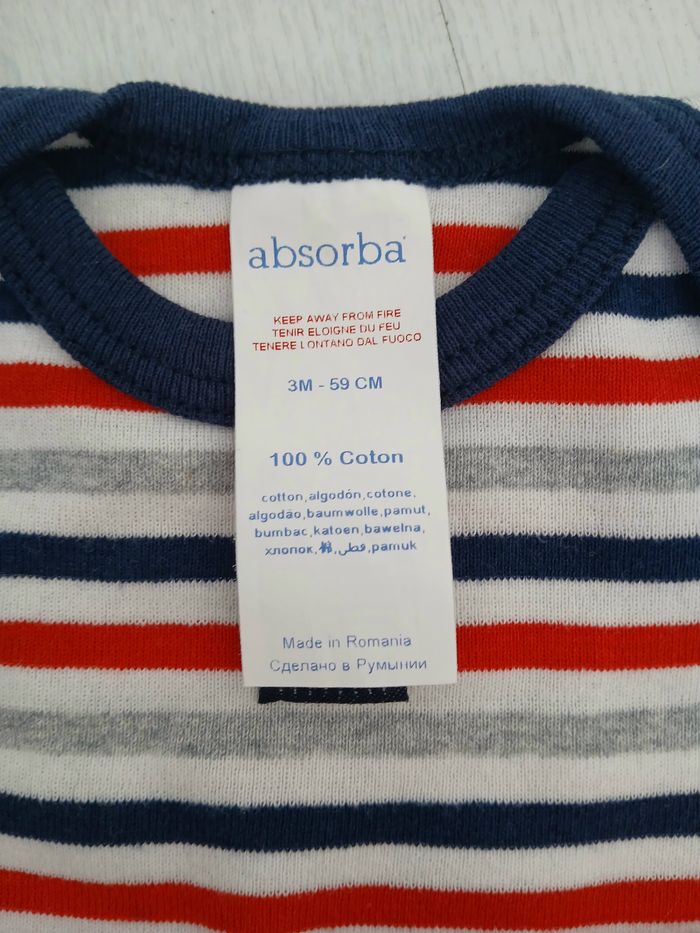 absorba
KEEP AWAY FROM FIRE
TENIR ELOIGNE DU FEU
TENERE LONTANO DAL FUOCO
3M - 59 CM
100 % Coton
cotton,algodón,cotone,
algodão,baumwolle,pamut,
bumbac,katoen,bawełna,
хлопок,棉,قطن,pamuk
Made in Romania
Сделано в Румынии